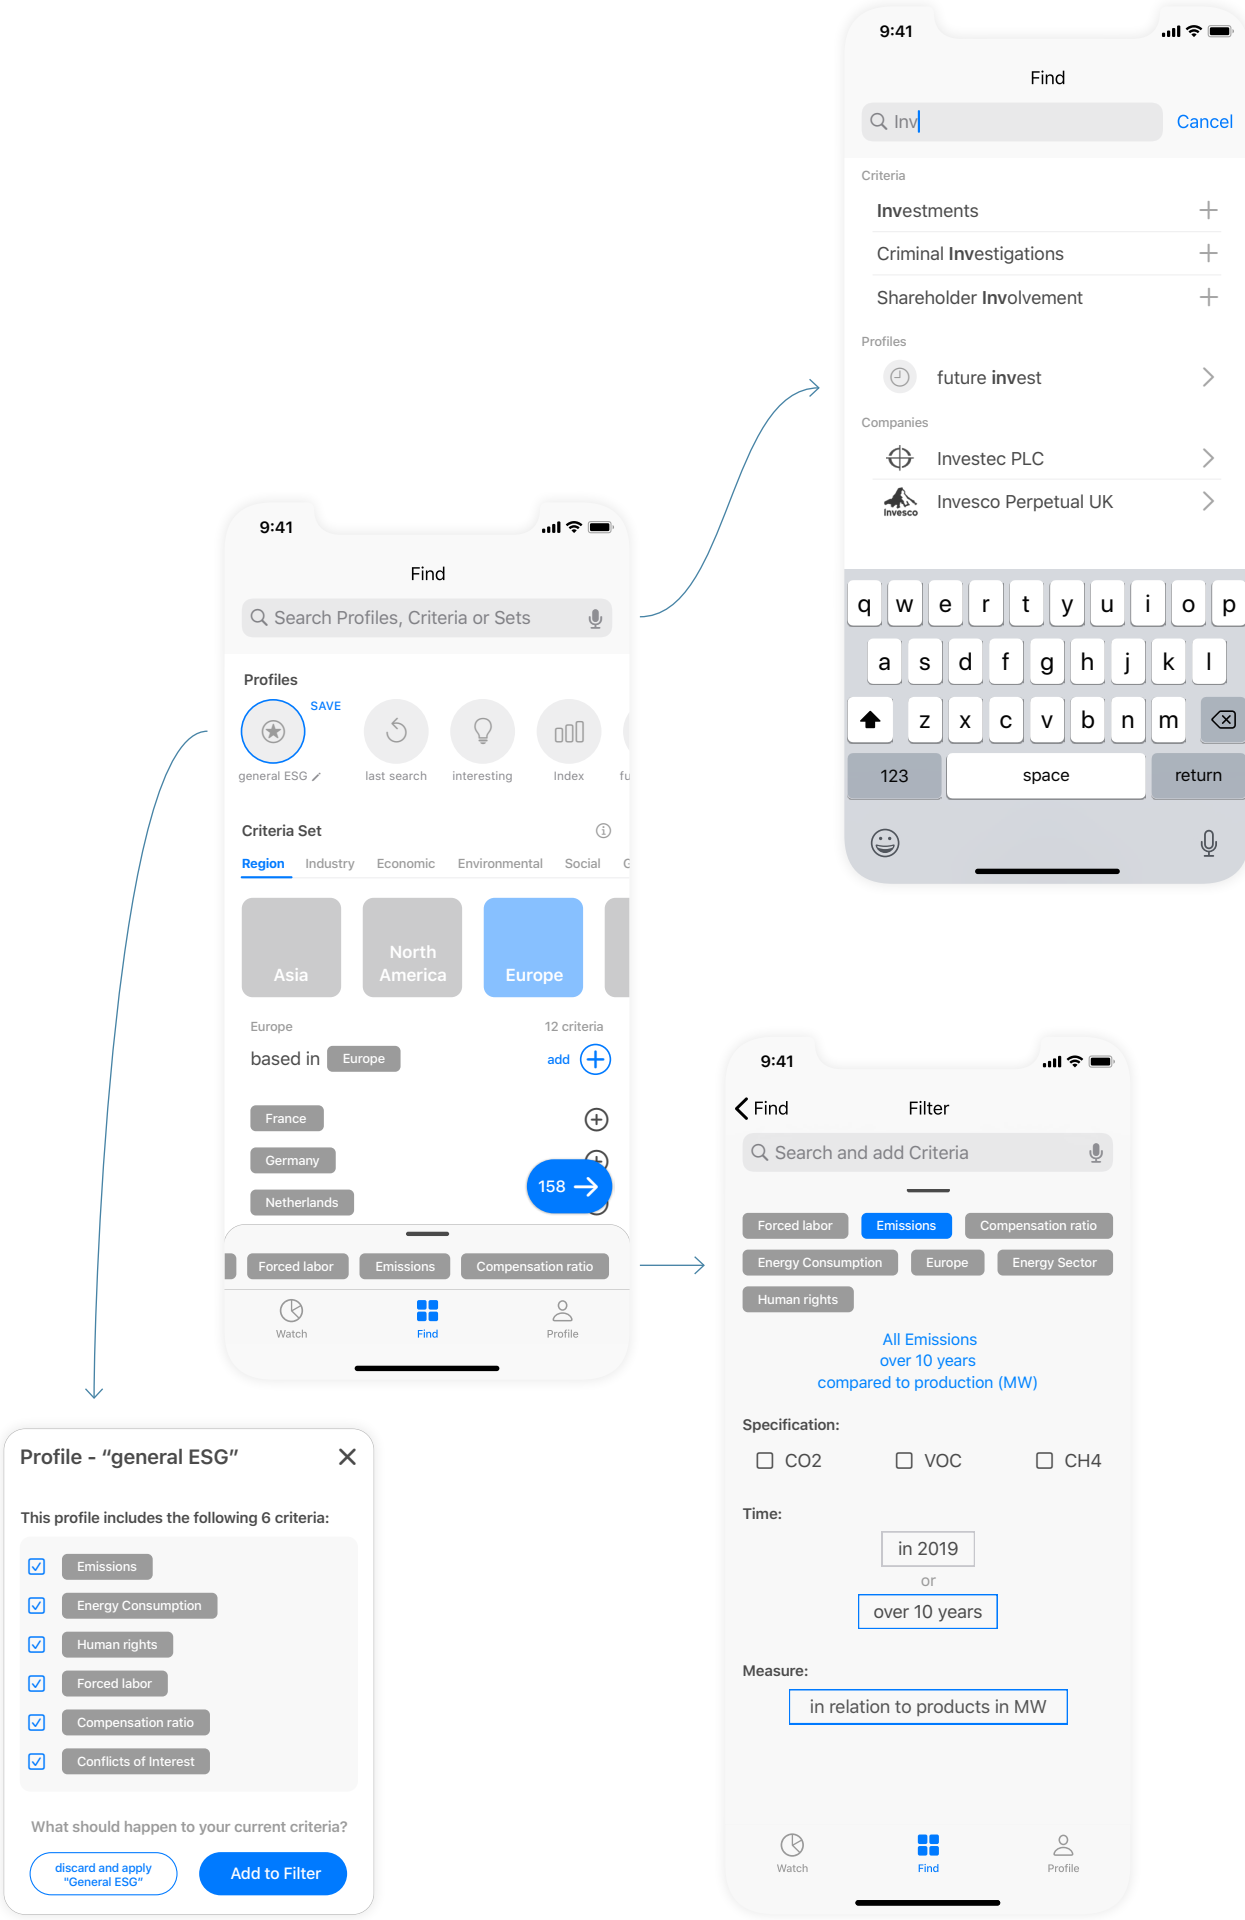 9:41
Find
Inv
Cancel
Criteria
Investments
Criminal Investigations
Shareholder Involvement
Profiles
future invest
Companies
Investec PLC
Invesco
Invesco Perpetual UK
q w e r t y u i o p
a s d f g h j k l
z x c v b n m
123 space return
9:41
Find
Search Profiles, Criteria or Sets
Profiles
SAVE
general ESG last search interesting Index fu
Criteria Set
Region Industry Economic Environmental Social G
Asia
North
America
Europe
Europe 12 criteria
based in Europe add
France
Germany
Netherlands
158
Forced labor Emissions Compensation ratio
Watch Find Profile
9:41
Find Filter
Search and add Criteria
Forced labor Emissions Compensation ratio
Energy Consumption Europe Energy Sector
Human rights
All Emissions
over 10 years
compared to production (MW)
Specification:
CO2 VOC CH4
Time:
in 2019
or
over 10 years
Measure:
in relation to products in MW
Watch Find Profile
Profile - “general ESG”
This profile includes the following 6 criteria:
Emissions
Energy Consumption
Human rights
Forced labor
Compensation ratio
Conflicts of Interest
What should happen to your current criteria?
discard and apply
"General ESG"
Add to Filter